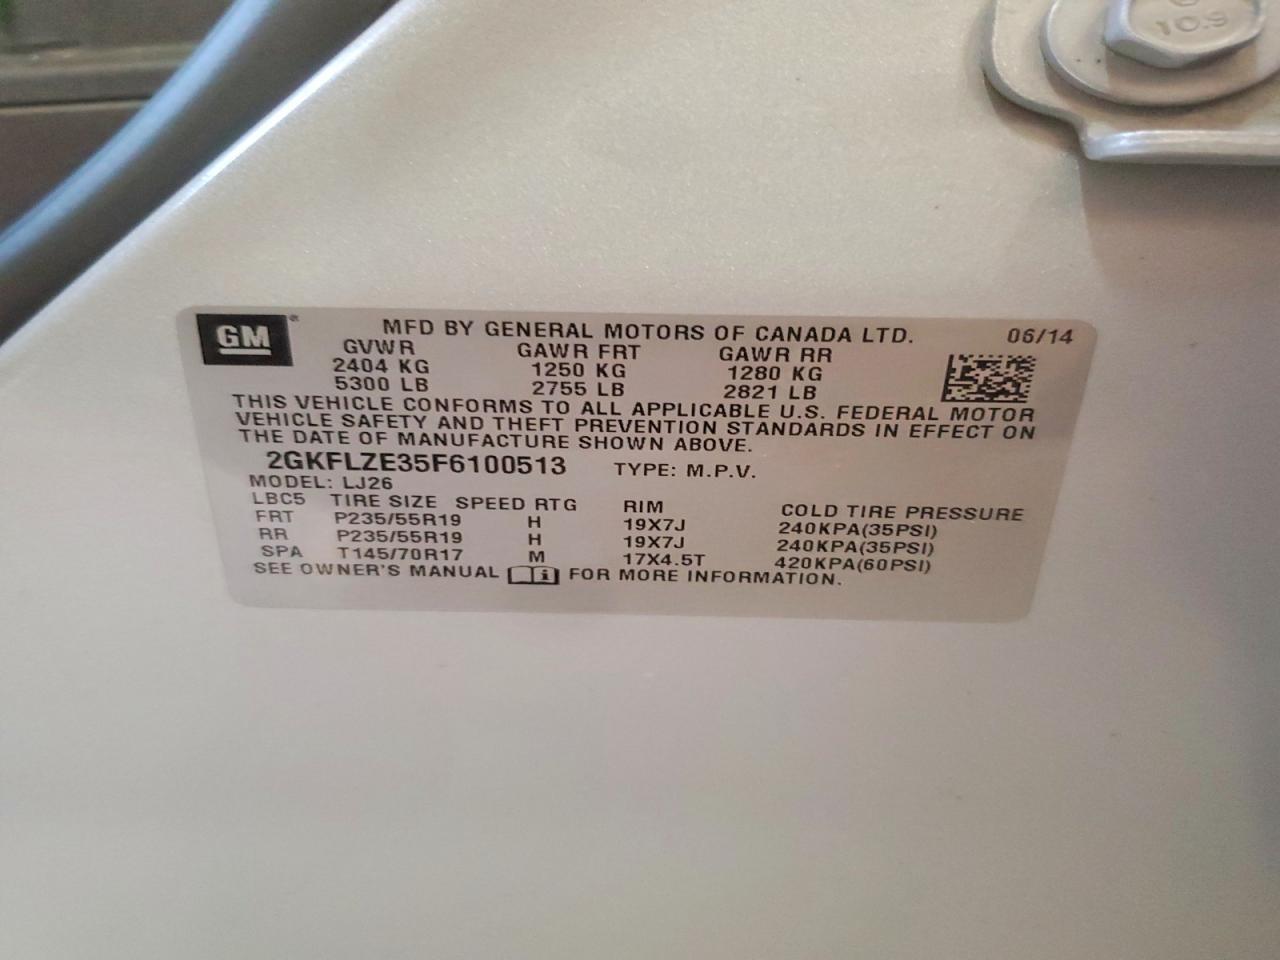 10.9
GM ®
MFD BY GENERAL MOTORS OF CANADA LTD. 06/14
GVWR GAWR FRT GAWR RR
2404 KG 1250 KG 1280 KG
5300 LB 2755 LB 2821 LB
THIS VEHICLE CONFORMS TO ALL APPLICABLE U.S. FEDERAL MOTOR
VEHICLE SAFETY AND THEFT PREVENTION STANDARDS IN EFFECT ON
THE DATE OF MANUFACTURE SHOWN ABOVE.
2GKFLZE35F6100513 TYPE: M.P.V.
MODEL: LJ26
LBC5 TIRE SIZE SPEED RTG RIM COLD TIRE PRESSURE
FRT P235/55R19 H 19X7J 240KPA(35PSI)
RR P235/55R19 H 19X7J 240KPA(35PSI)
SPA T145/70R17 M 17X4.5T 420KPA(60PSI)
SEE OWNER'S MANUAL FOR MORE INFORMATION.